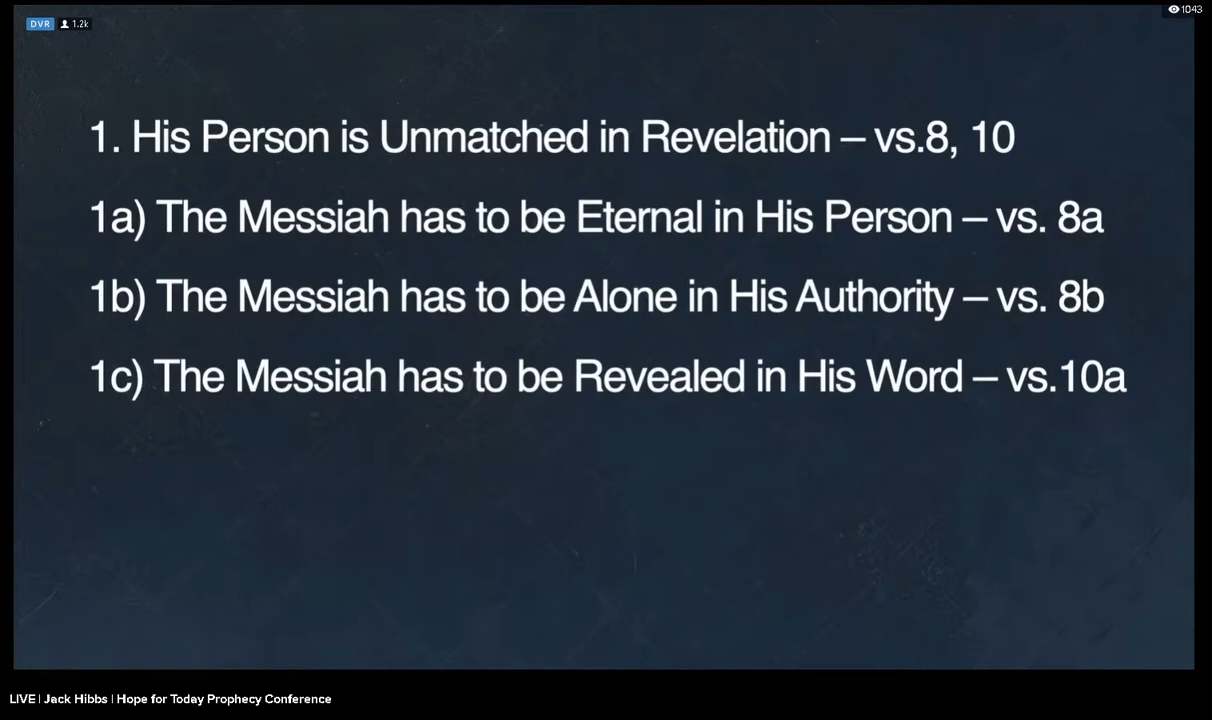 DVR 1.2k
1043
1. His Person is Unmatched in Revelation – vs.8, 10
1a) The Messiah has to be Eternal in His Person – vs. 8a
1b) The Messiah has to be Alone in His Authority – vs. 8b
1c) The Messiah has to be Revealed in His Word – vs.10a
LIVE | Jack Hibbs | Hope for Today Prophecy Conference